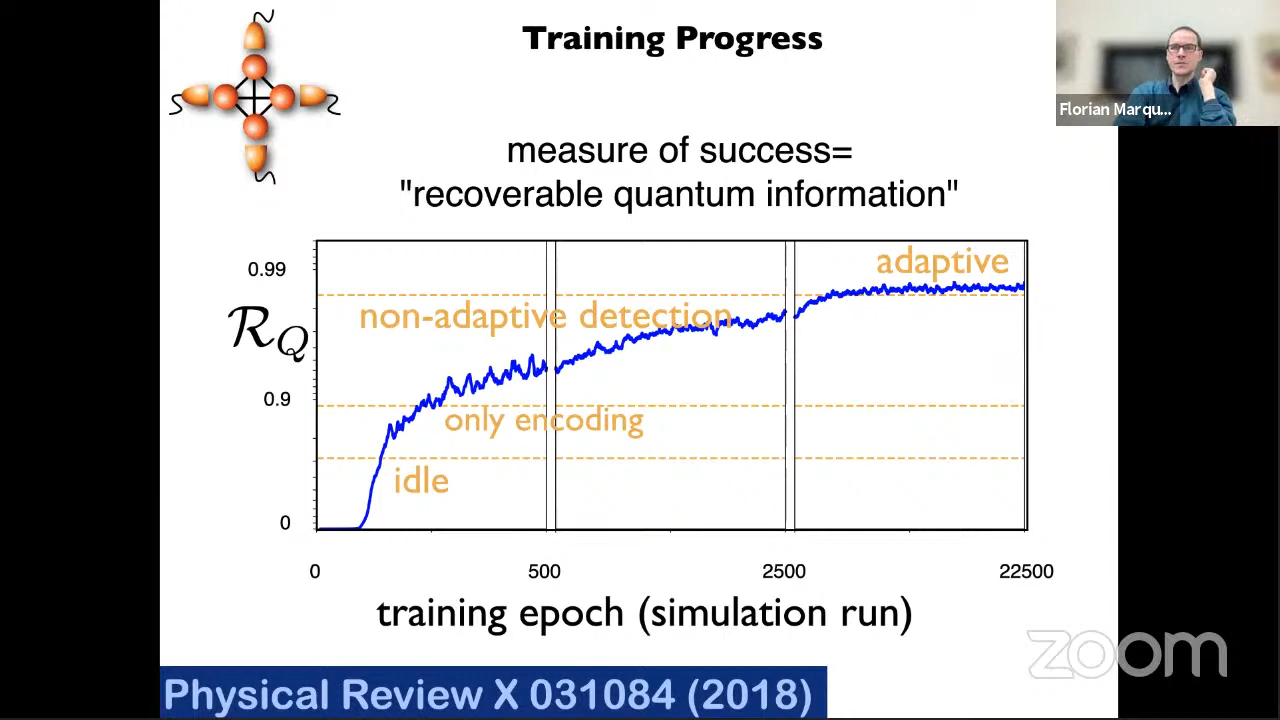 Training Progress
Florian Marqu...
measure of success=
"recoverable quantum information"
0.99
adaptive
non-adaptive detection
R_Q
0.9
only encoding
idle
0
0 500 2500 22500
training epoch (simulation run)
zoom
Physical Review X 031084 (2018)